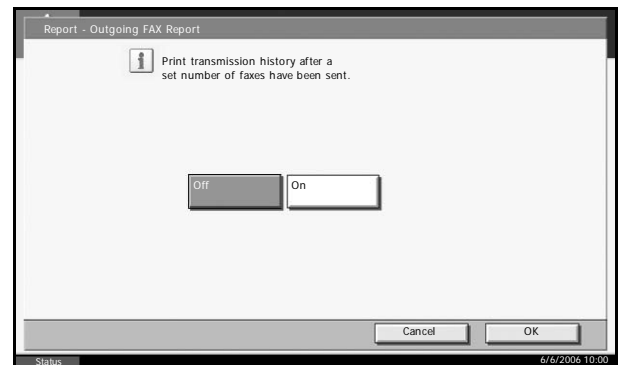 Report - Outgoing FAX Report
Print transmission history after a
set number of faxes have been sent.
Off
On
Cancel
OK
Status
6/6/2006 10:00